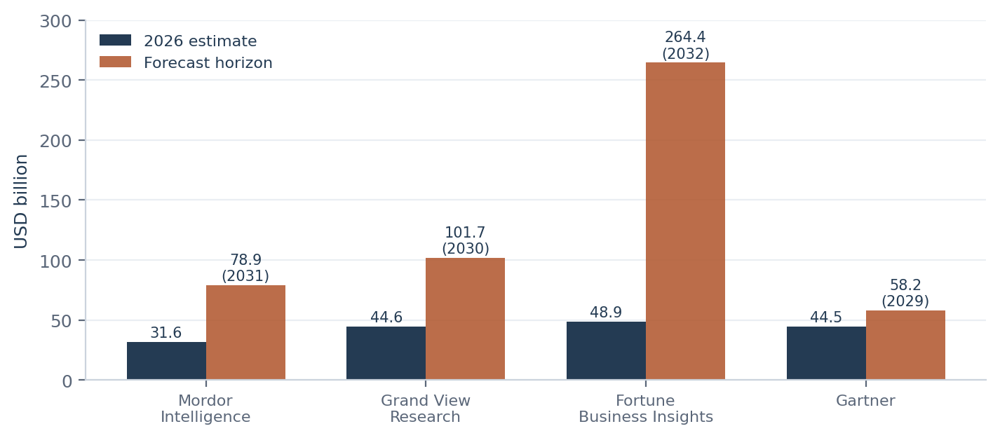 2026 estimate
Forecast horizon
USD billion
300
250
200
150
100
50
0
31.6
78.9
(2031)
44.6
101.7
(2030)
48.9
264.4
(2032)
44.5
58.2
(2029)
Mordor
Intelligence
Grand View
Research
Fortune
Business Insights
Gartner